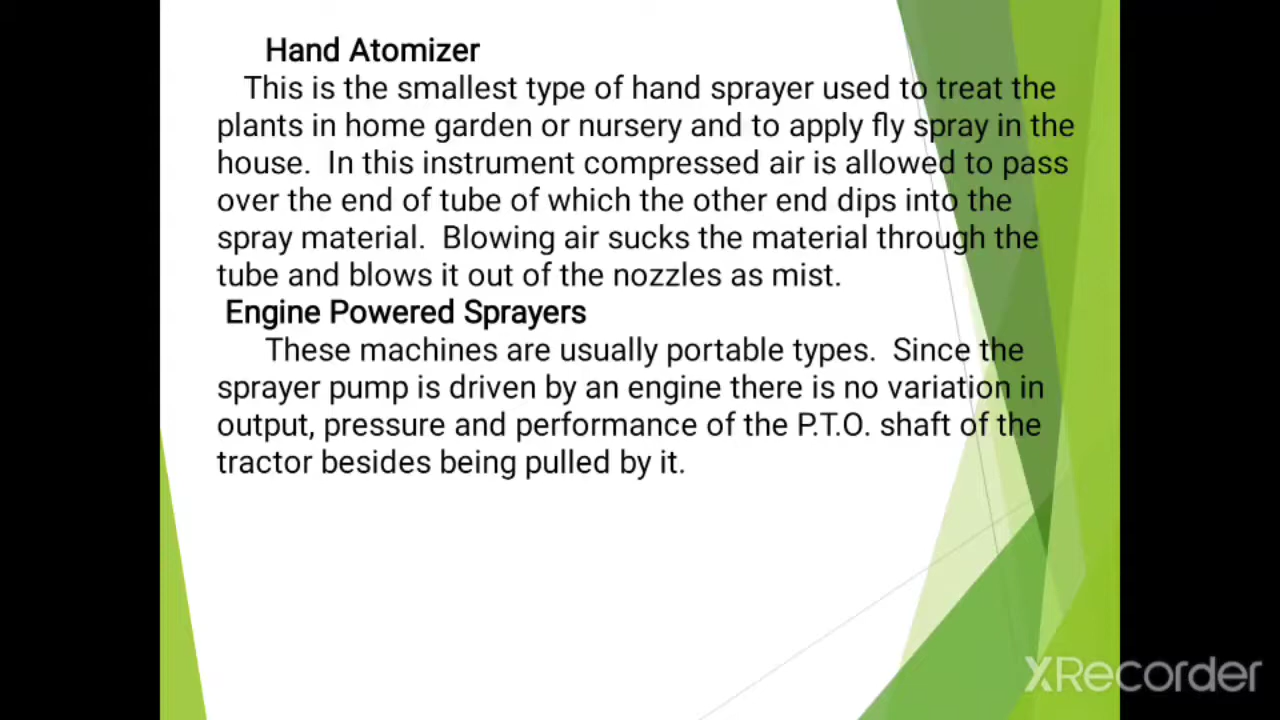 Hand Atomizer
This is the smallest type of hand sprayer used to treat the
plants in home garden or nursery and to apply fly spray in the
house. In this instrument compressed air is allowed to pass
over the end of tube of which the other end dips into the
spray material. Blowing air sucks the material through the
tube and blows it out of the nozzles as mist.
Engine Powered Sprayers
These machines are usually portable types. Since the
sprayer pump is driven by an engine there is no variation in
output, pressure and performance of the P.T.O. shaft of the
tractor besides being pulled by it.
XRecorder